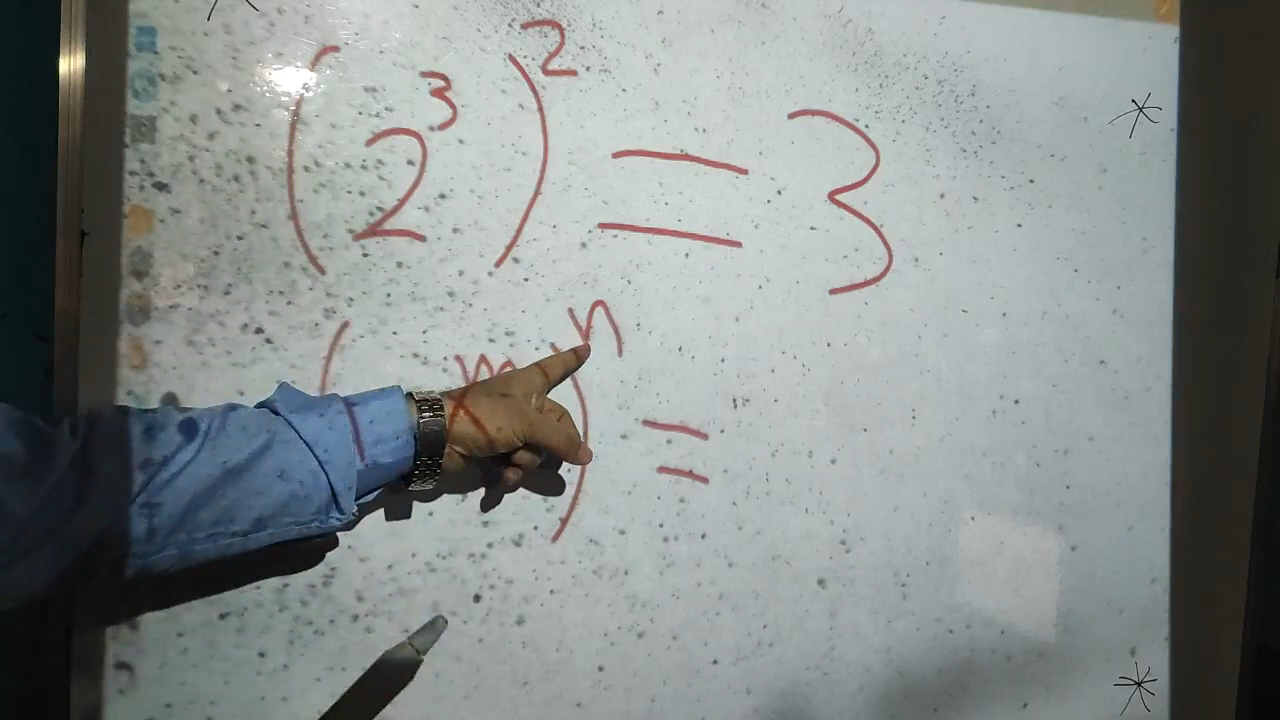 (2³)² = 3
( ᵐ)ⁿ =